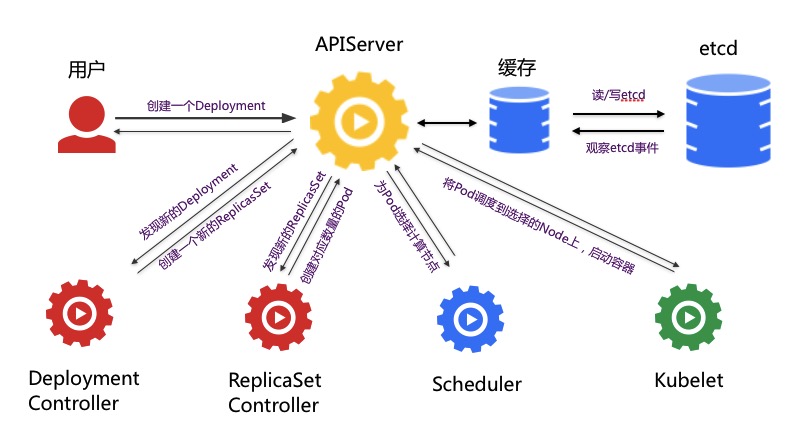 APIServer
etcd
用户
缓存
创建一个Deployment
读/写etcd
观察etcd事件
发现新的Deployment
创建一个新的ReplicasSet
发现新的ReplicasSet
创建对应数量的Pod
为Pod选择计算节点
将Pod调度到选择的Node上，启动容器
Deployment
Controller
ReplicaSet
Controller
Scheduler
Kubelet